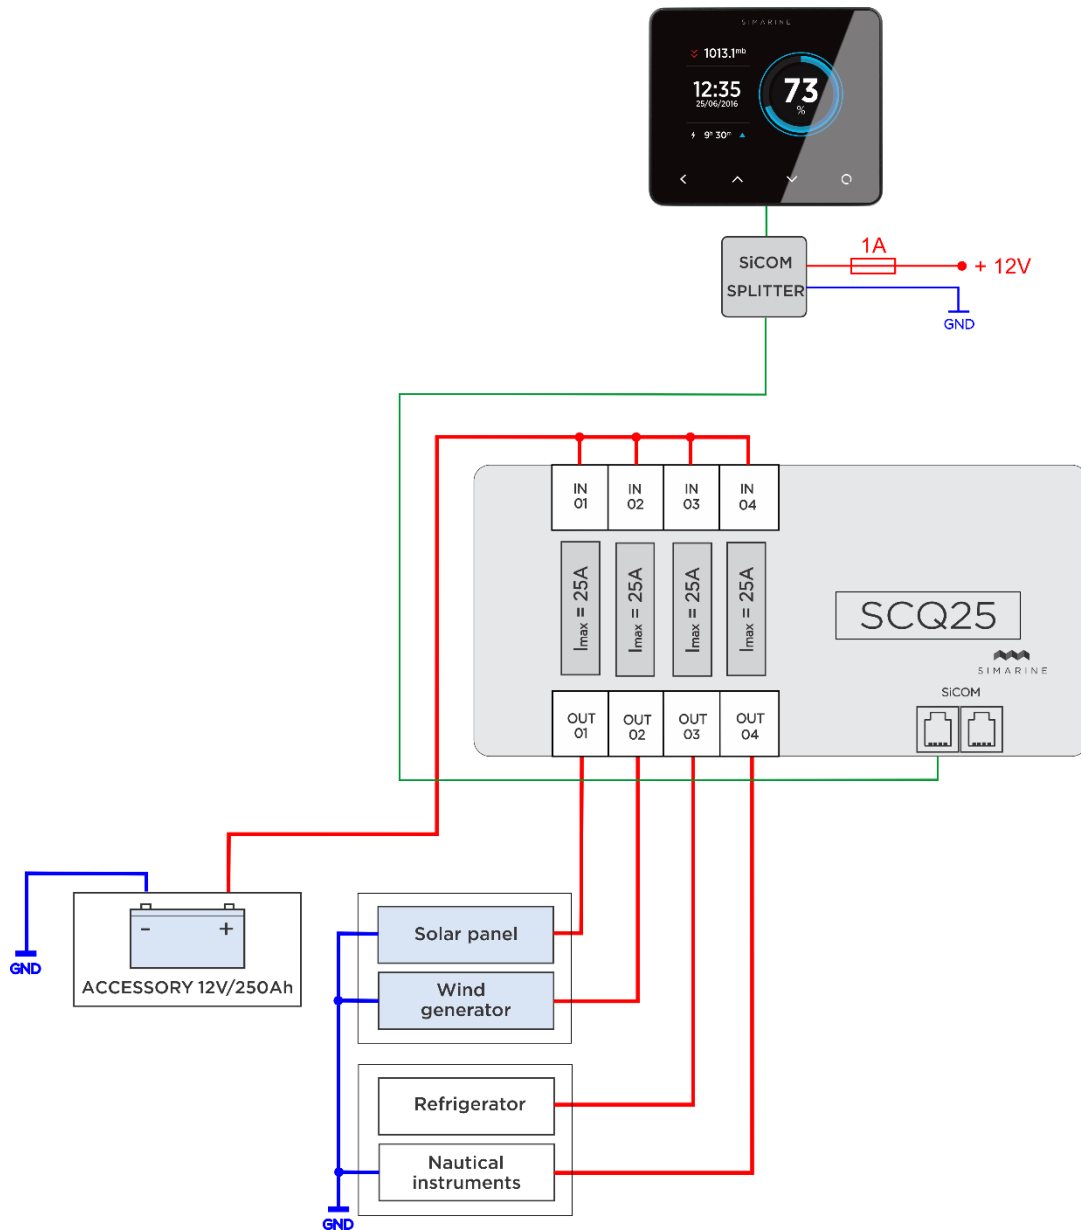 SIMARINE
1013.1mb
12:35
25/06/2016
73
%
9h 30m
SiCOM
SPLITTER
1A
+ 12V
GND
IN
01
IN
02
IN
03
IN
04
Imax = 25A
Imax = 25A
Imax = 25A
Imax = 25A
SCQ25
SIMARINE
SiCOM
OUT
01
OUT
02
OUT
03
OUT
04
- +
ACCESSORY 12V/250Ah
GND
Solar panel
Wind
generator
Refrigerator
Nautical
instruments
GND